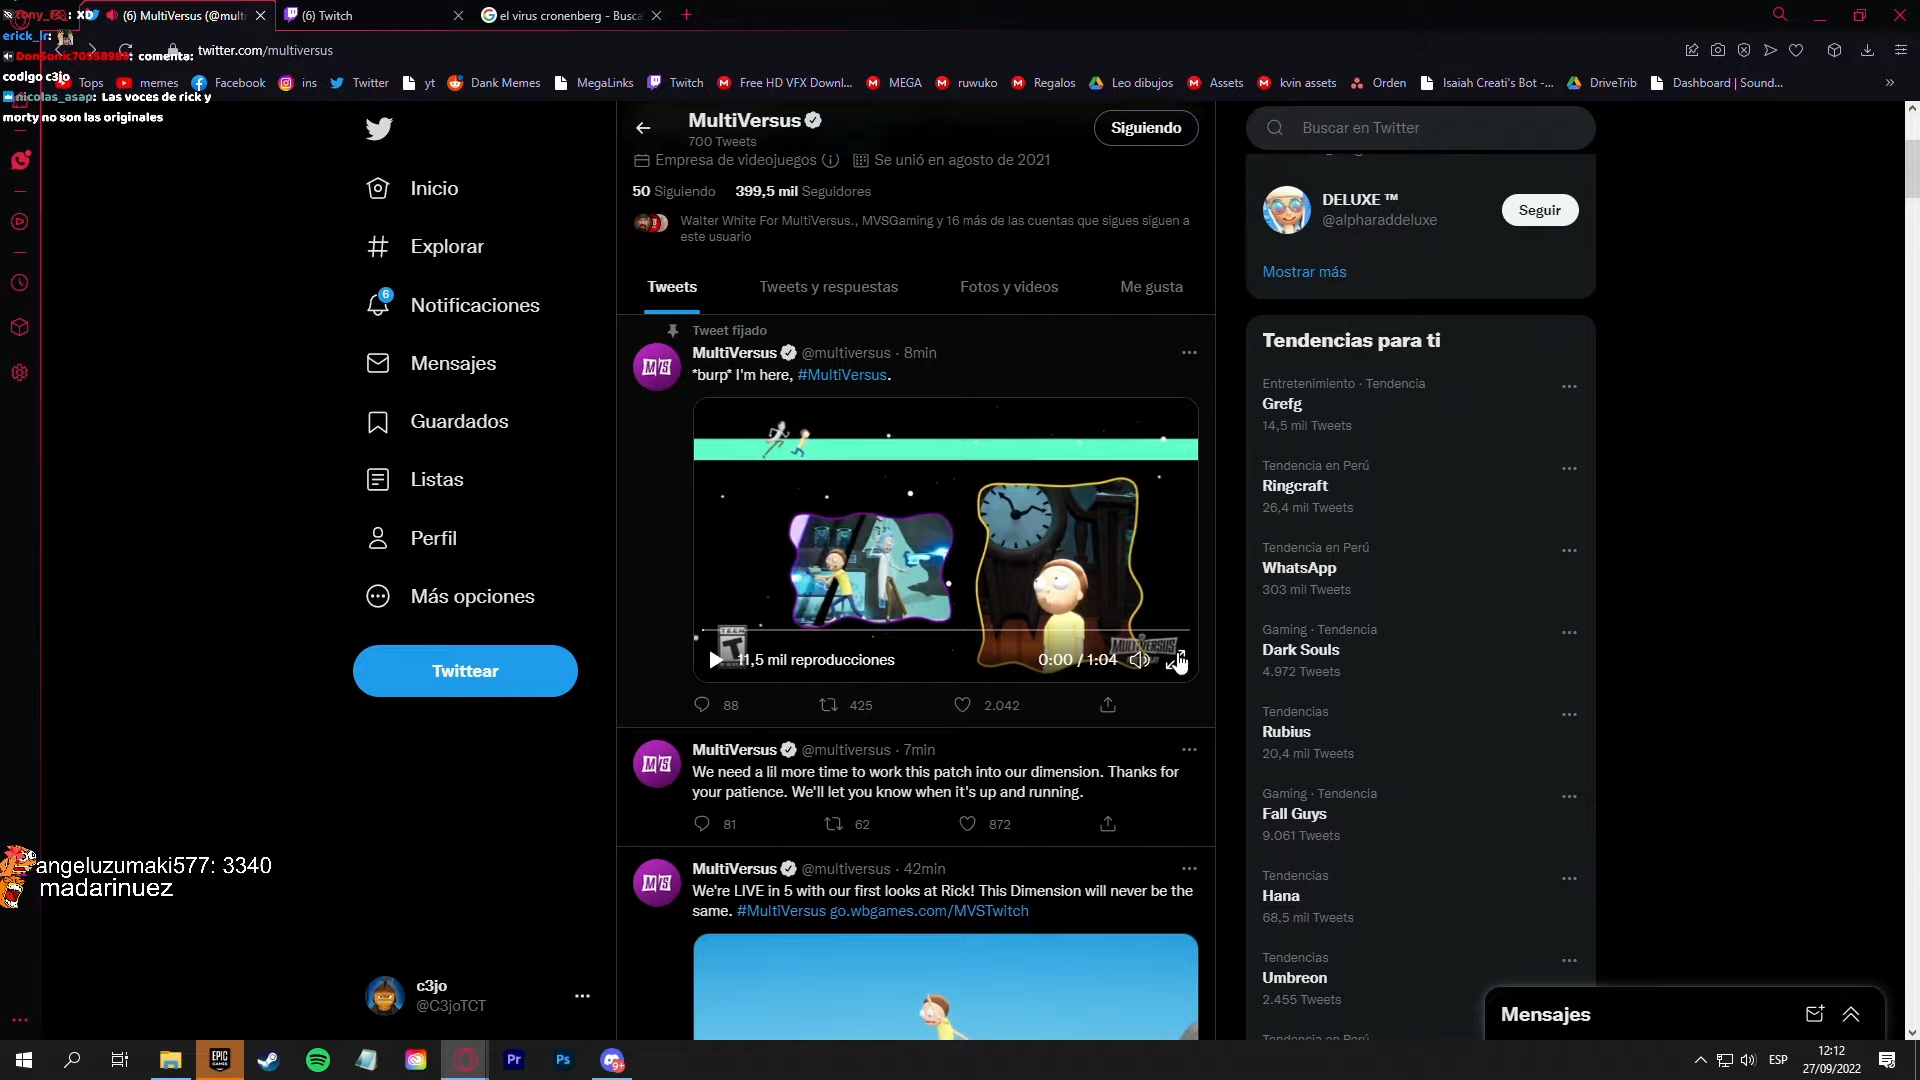 XD
(6) MultiVersus (@mult
(6) Twitch
el virus cronenberg - Busca
erick_lr:
twitter.com/multiversus
DonSonic70958989: comenta:
codigo c3jo
nicolas_asap: Las voces de rick y
morty no son las originales
Tops
memes
Facebook
ins
Twitter
yt
Dank Memes
MegaLinks
Twitch
Free HD VFX Downl...
MEGA
ruwuko
Regalos
Leo dibujos
Assets
kvin assets
Orden
Isaiah Creati's Bot -...
DriveTrib
Dashboard | Sound...
Inicio
Explorar
6
Notificaciones
Mensajes
Guardados
Listas
Perfil
Más opciones
Twittear
angeluzumaki577: 3340
madarinuez
c3jo
@C3joTCT
MultiVersus
700 Tweets
Siguiendo
Empresa de videojuegos
Se unió en agosto de 2021
50 Siguiendo 399,5 mil Seguidores
Walter White For MultiVersus., MVSGaming y 16 más de las cuentas que sigues siguen a
este usuario
Tweets
Tweets y respuestas
Fotos y videos
Me gusta
Tweet fijado
MultiVersus @multiversus · 8min
*burp* I'm here, #MultiVersus.
TEEN
T
MULTIVERSUS
11,5 mil reproducciones
0:00 / 1:04
88
425
2.042
MultiVersus @multiversus · 7min
We need a lil more time to work this patch into our dimension. Thanks for
your patience. We'll let you know when it's up and running.
81
62
872
MultiVersus @multiversus · 42min
We're LIVE in 5 with our first looks at Rick! This Dimension will never be the
same. #MultiVersus go.wbgames.com/MVSTwitch
Buscar en Twitter
DELUXE ™
@alpharaddeluxe
Seguir
Mostrar más
Tendencias para ti
Entretenimiento · Tendencia
Grefg
14,5 mil Tweets
Tendencia en Perú
Ringcraft
26,4 mil Tweets
Tendencia en Perú
WhatsApp
303 mil Tweets
Gaming · Tendencia
Dark Souls
4.972 Tweets
Tendencias
Rubius
20,4 mil Tweets
Gaming · Tendencia
Fall Guys
9.061 Tweets
Tendencias
Hana
68,5 mil Tweets
Tendencias
Umbreon
2.455 Tweets
Mensajes
EPIC
GAMES
Pr
Ps
9+
ESP
12:12
27/09/2022